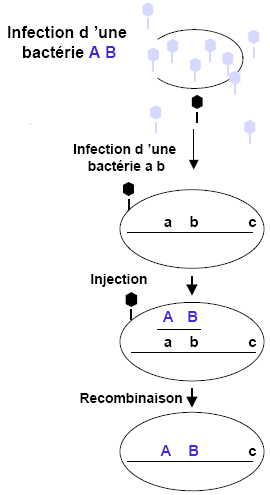 Infection d ’une
bactérie A B
Infection d ’une
bactérie a b
a b c
Injection
A B
a b c
Recombinaison
A B c